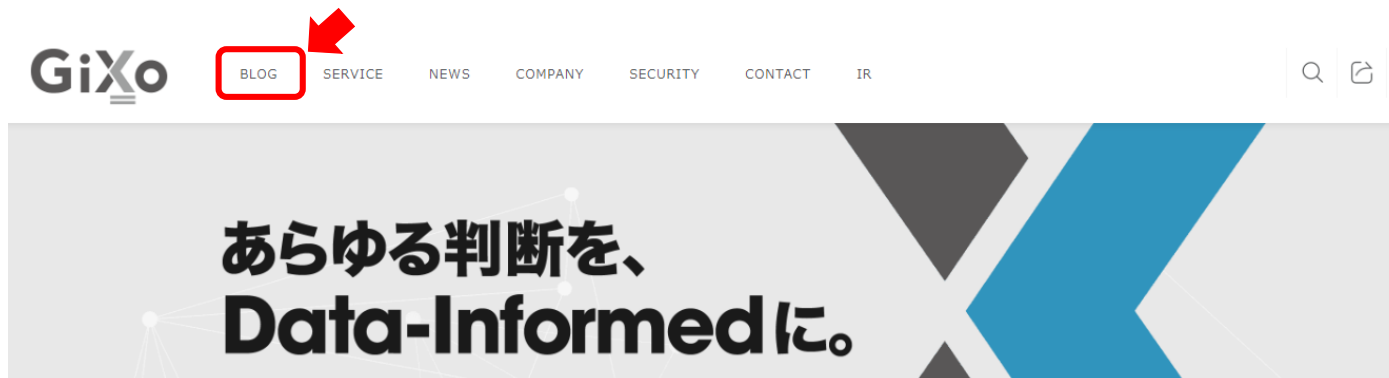 GiXo
BLOG SERVICE NEWS COMPANY SECURITY CONTACT IR
あらゆる判断を、
Data-Informedに。